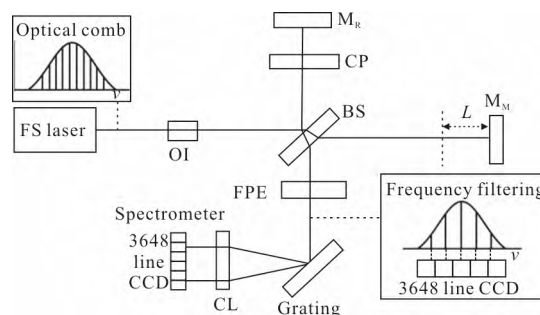 Optical comb
ν
FS laser
OI
M_R
CP
BS
L
M_M
FPE
Frequency filtering
ν
3648 line CCD
Spectrometer
3648
line
CCD
CL
Grating